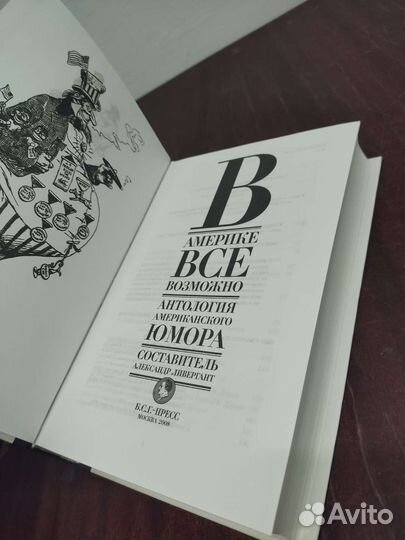 В
АМЕРИКЕ
ВСЕ
ВОЗМОЖНО
АНТОЛОГИЯ
АМЕРИКАНСКОГО
ЮМОРА
СОСТАВИТЕЛЬ
АЛЕКСАНДР ЛИВЕРГАНТ
Б.С.Г.-ПРЕСС
МОСКВА 2008
Avito